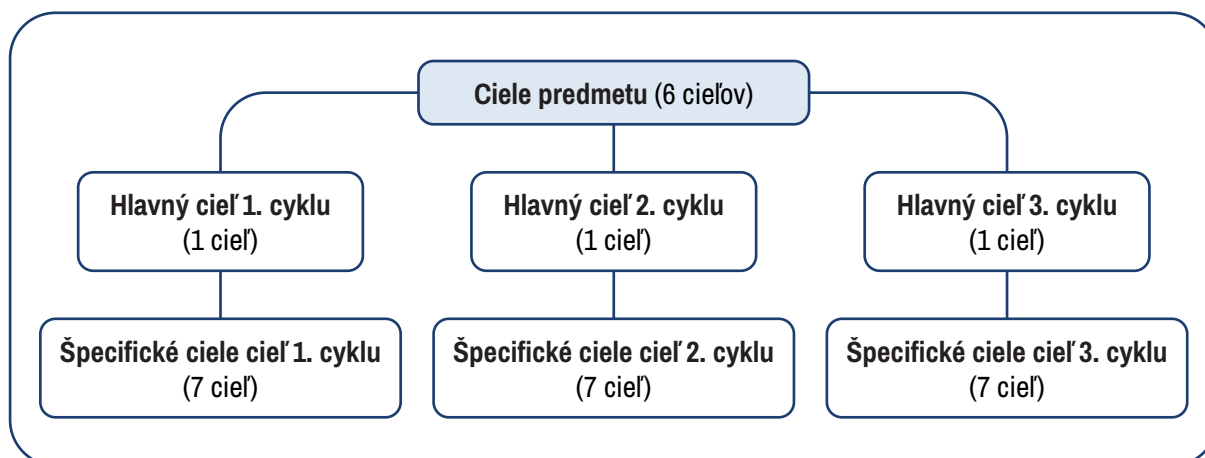 Ciele predmetu (6 cieľov)
Hlavný cieľ 1. cyklu
(1 cieľ)
Hlavný cieľ 2. cyklu
(1 cieľ)
Hlavný cieľ 3. cyklu
(1 cieľ)
Špecifické ciele cieľ 1. cyklu
(7 cieľ)
Špecifické ciele cieľ 2. cyklu
(7 cieľ)
Špecifické ciele cieľ 3. cyklu
(7 cieľ)